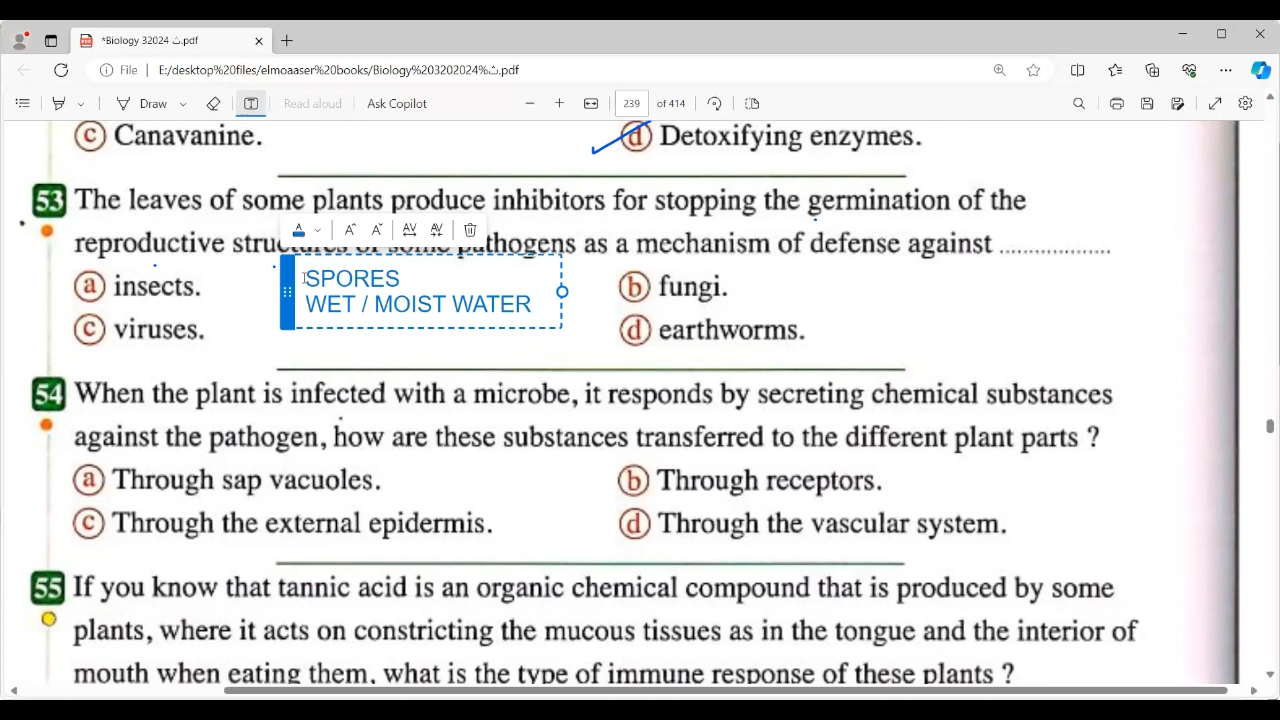 *Biology 32024 ث.pdf
File
E:/desktop%20files/elmoaaser%20books/Biology%203202024%ث.pdf
Draw
Read aloud
Ask Copilot
239 of 414
c Canavanine.
d Detoxifying enzymes.
53 The leaves of some plants produce inhibitors for stopping the germination of the
reproductive structures of some pathogens as a mechanism of defense against ..................
a insects.
SPORES
WET / MOIST WATER
b fungi.
c viruses.
d earthworms.
54 When the plant is infected with a microbe, it responds by secreting chemical substances
against the pathogen, how are these substances transferred to the different plant parts ?
a Through sap vacuoles.
b Through receptors.
c Through the external epidermis.
d Through the vascular system.
55 If you know that tannic acid is an organic chemical compound that is produced by some
plants, where it acts on constricting the mucous tissues as in the tongue and the interior of
mouth when eating them, what is the type of immune response of these plants ?